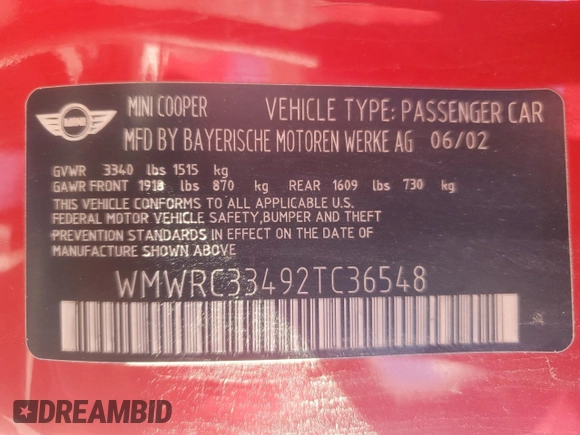 MINI COOPER VEHICLE TYPE: PASSENGER CAR
MFD BY BAYERISCHE MOTOREN WERKE AG 06/02
GVWR 3340 lbs 1515 kg
GAWR FRONT 1918 lbs 870 kg REAR 1609 lbs 730 kg
THIS VEHICLE CONFORMS TO ALL APPLICABLE U.S.
FEDERAL MOTOR VEHICLE SAFETY,BUMPER AND THEFT
PREVENTION STANDARDS IN EFFECT ON THE DATE OF
MANUFACTURE SHOWN ABOVE
WMWRC33492TC36548
DREAMBID